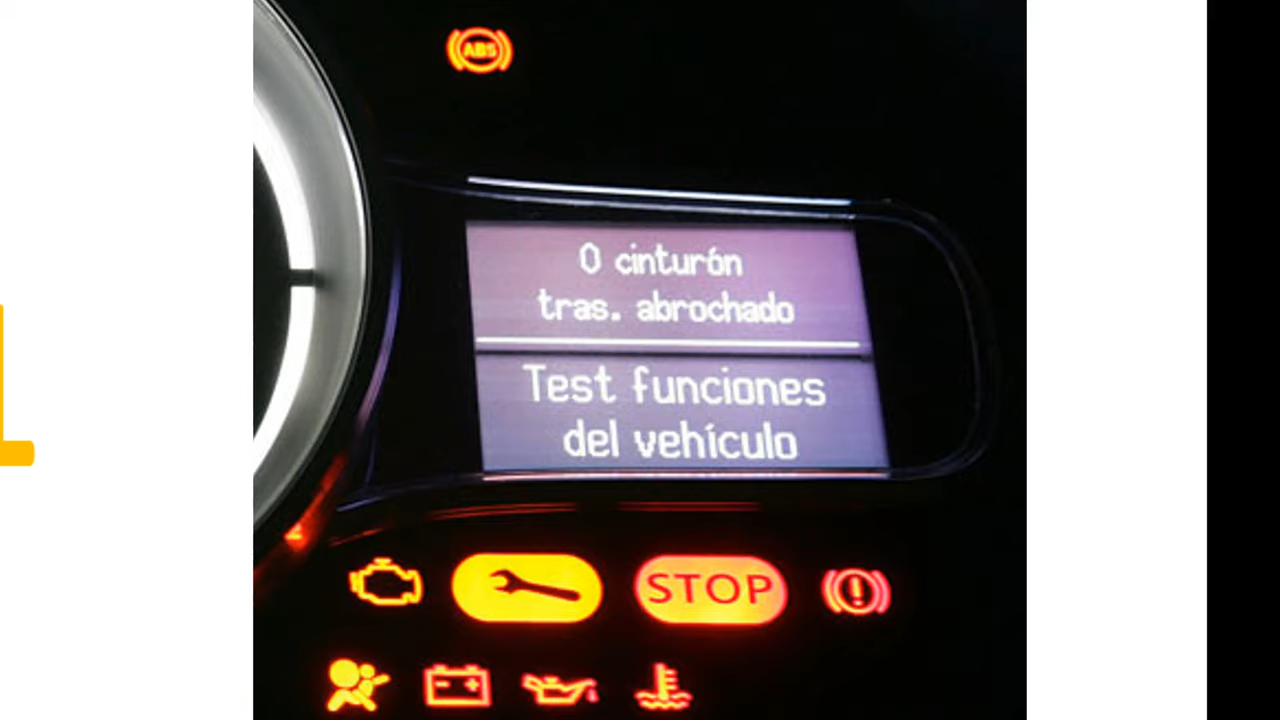 ABS
0 cinturón
tras. abrochado
Test funciones
del vehículo
STOP